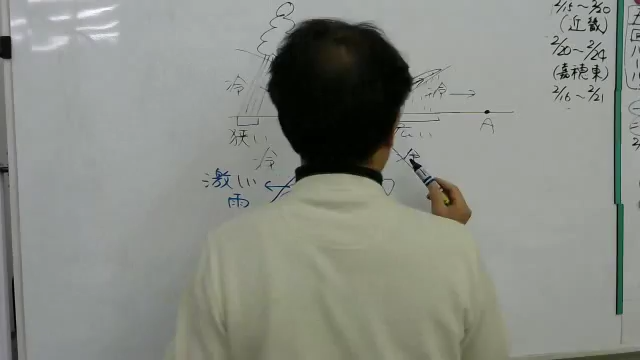 2/15~2/20
(近畿)
2/20~2/24
(嘉穂東)
2/16~2/21
冷
冷
A
狭い
広い
冷
冷
激しい
雨